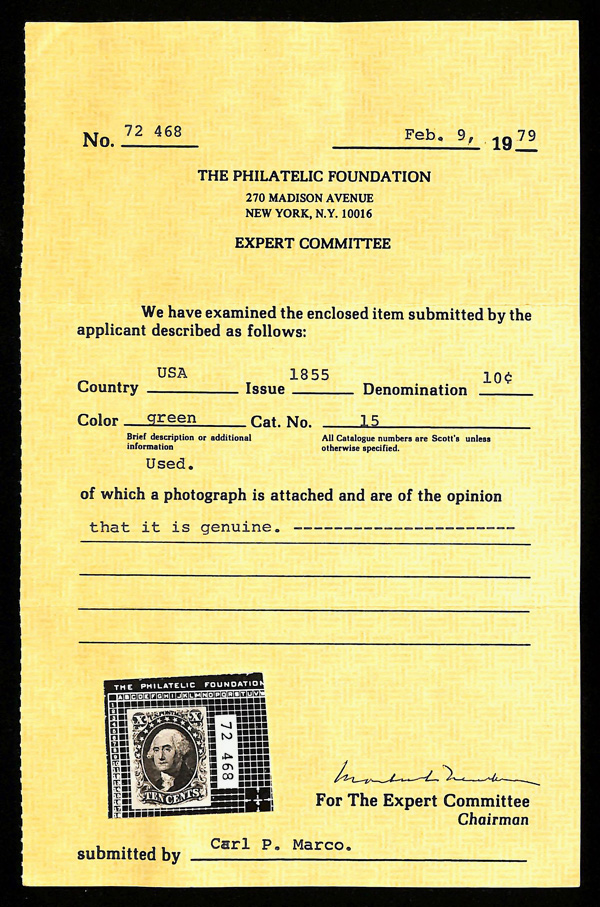 No. 72 468 Feb. 9, 1979
THE PHILATELIC FOUNDATION
270 MADISON AVENUE
NEW YORK, N.Y. 10016
EXPERT COMMITTEE
We have examined the enclosed item submitted by the
applicant described as follows:
Country USA Issue 1855 Denomination 10¢
Color green Cat. No. 15
Brief description or additional
information
All Catalogue numbers are Scott's unless
otherwise specified.
Used.
of which a photograph is attached and are of the opinion
that it is genuine. ----------------------
THE PHILATELIC FOUNDATION
ABCDEFGHIJKLMNOPQRSTUV
X X
TEN CENTS
72 468
For The Expert Committee
Chairman
submitted by Carl P. Marco.